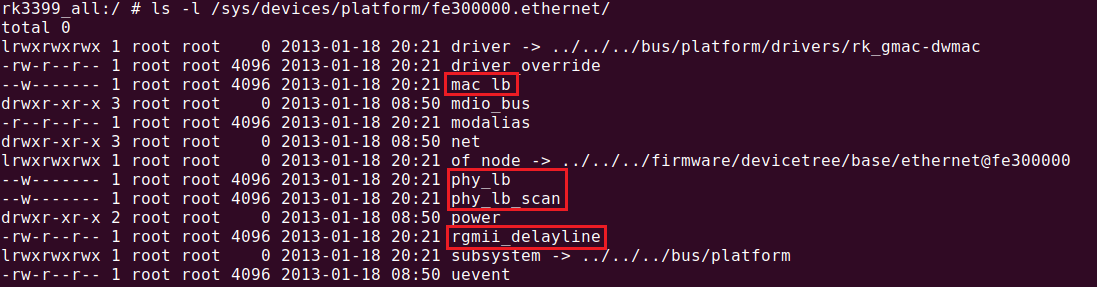 rk3399_all:/ # ls -l /sys/devices/platform/fe300000.ethernet/
total 0
lrwxrwxrwx 1 root root    0 2013-01-18 20:21 driver -> ../../../bus/platform/drivers/rk_gmac-dwmac
-rw-r--r-- 1 root root 4096 2013-01-18 20:21 driver_override
--w------- 1 root root 4096 2013-01-18 20:21 mac_lb
drwxr-xr-x 3 root root    0 2013-01-18 08:50 mdio_bus
-r--r--r-- 1 root root 4096 2013-01-18 20:21 modalias
drwxr-xr-x 3 root root    0 2013-01-18 08:50 net
lrwxrwxrwx 1 root root    0 2013-01-18 20:21 of_node -> ../../../firmware/devicetree/base/ethernet@fe300000
--w------- 1 root root 4096 2013-01-18 20:21 phy_lb
--w------- 1 root root 4096 2013-01-18 20:21 phy_lb_scan
drwxr-xr-x 2 root root    0 2013-01-18 08:50 power
-rw-r--r-- 1 root root 4096 2013-01-18 20:21 rgmii_delayline
lrwxrwxrwx 1 root root    0 2013-01-18 20:21 subsystem -> ../../../bus/platform
-rw-r--r-- 1 root root 4096 2013-01-18 08:50 uevent